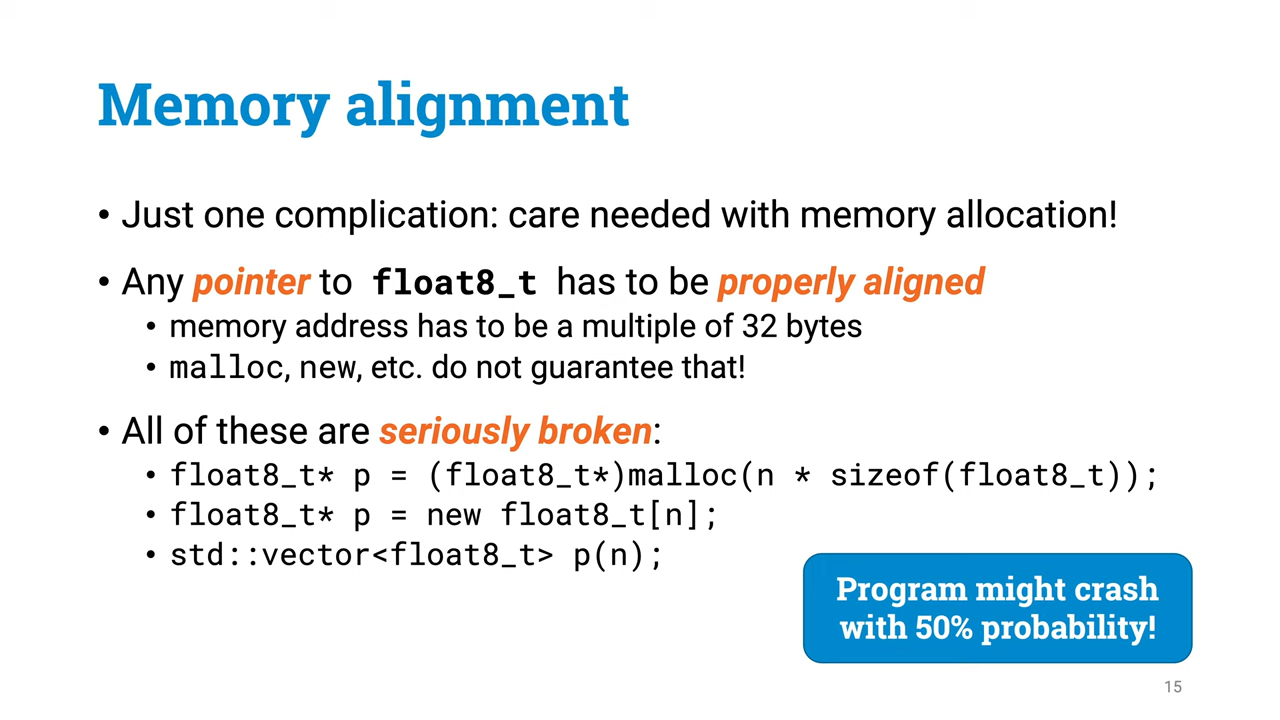 Memory alignment
• Just one complication: care needed with memory allocation!
• Any pointer to float8_t has to be properly aligned
• memory address has to be a multiple of 32 bytes
• malloc, new, etc. do not guarantee that!
• All of these are seriously broken:
• float8_t* p = (float8_t*)malloc(n * sizeof(float8_t));
• float8_t* p = new float8_t[n];
• std::vector<float8_t> p(n);
Program might crash
with 50% probability!
15